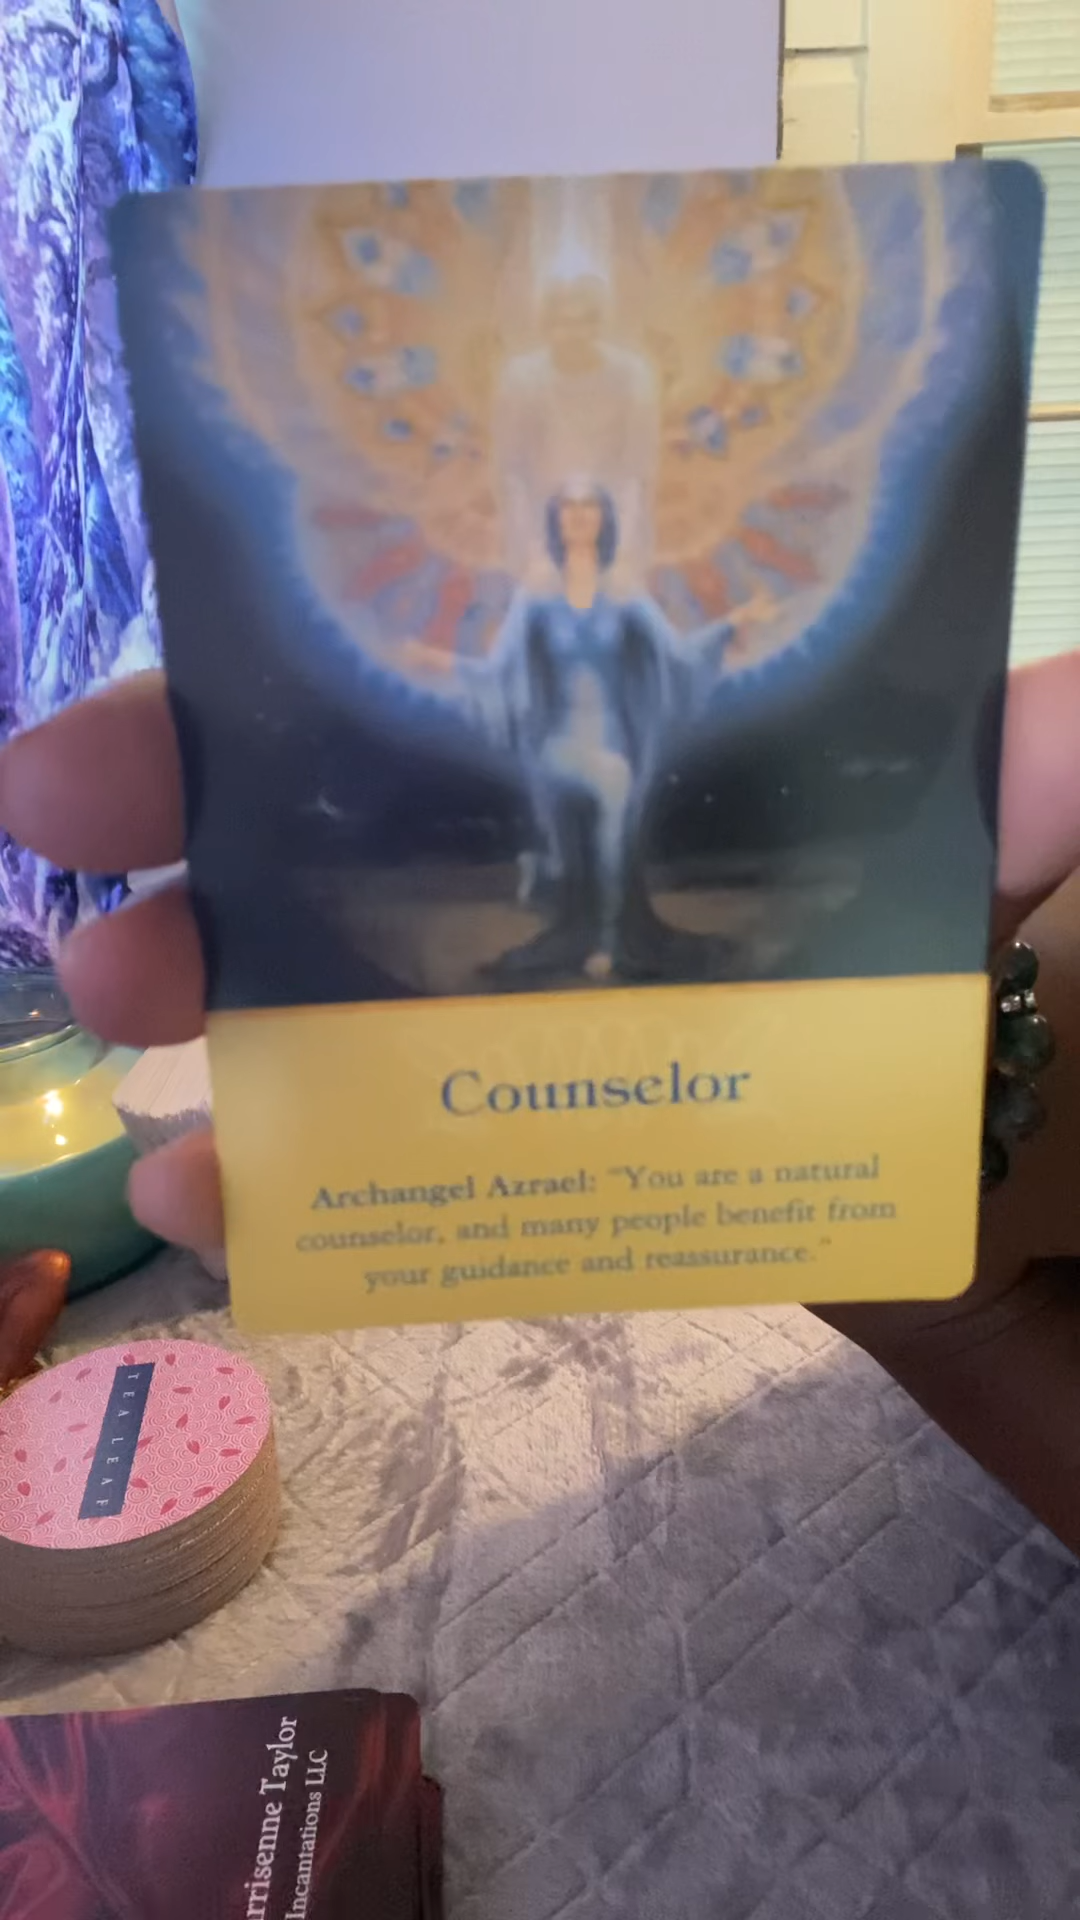 Counselor
Archangel Azrael: "You are a natural
counselor, and many people benefit from
your guidance and reassurance."
TEA LEAF
rrisenne Taylor
Incantations LLC